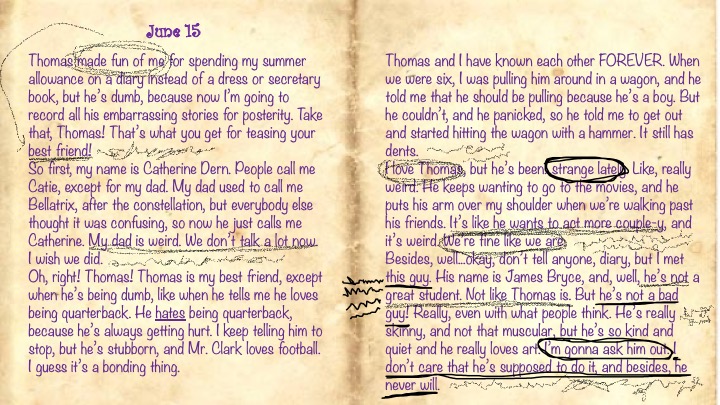 June 15
Thomas made fun of me for spending my summer
allowance on a diary instead of a dress or secretary
book, but he's dumb, because now I'm going to
record all his embarrassing stories for posterity. Take
that, Thomas! That's what you get for teasing your
best friend!
So first, my name is Catherine Dern. People call me
Catie, except for my dad. My dad used to call me
Bellatrix, after the constellation, but everybody else
thought it was confusing, so now he just calls me
Catherine. My dad is weird. We don't talk a lot now.
I wish we did.
Oh, right! Thomas! Thomas is my best friend, except
when he's being dumb, like when he tells me he loves
being quarterback. He hates being quarterback,
because he's always getting hurt. I keep telling him to
stop, but he's stubborn, and Mr. Clark loves football.
I guess it's a bonding thing.
Thomas and I have known each other FOREVER. When
we were six, I was pulling him around in a wagon, and he
told me that he should be pulling because he's a boy. But
he couldn't, and he panicked, so he told me to get out
and started hitting the wagon with a hammer. It still has
dents.
I love Thomas, but he's been strange lately. Like, really
weird. He keeps wanting to go to the movies, and he
puts his arm over my shoulder when we're walking past
his friends. It's like he wants to act more couple-y, and
it's weird. We're fine like we are.
Besides, well, okay, don't tell anyone, diary, but I met
this guy. His name is James Bryce, and, well, he's not a
great student. Not like Thomas is. But he's not a bad
guy! Really, even with what people think. He's really
skinny, and not that muscular, but he's so kind and
quiet and he really loves art. I'm gonna ask him out. I
don't care that he's supposed to do it, and besides, he
never will.